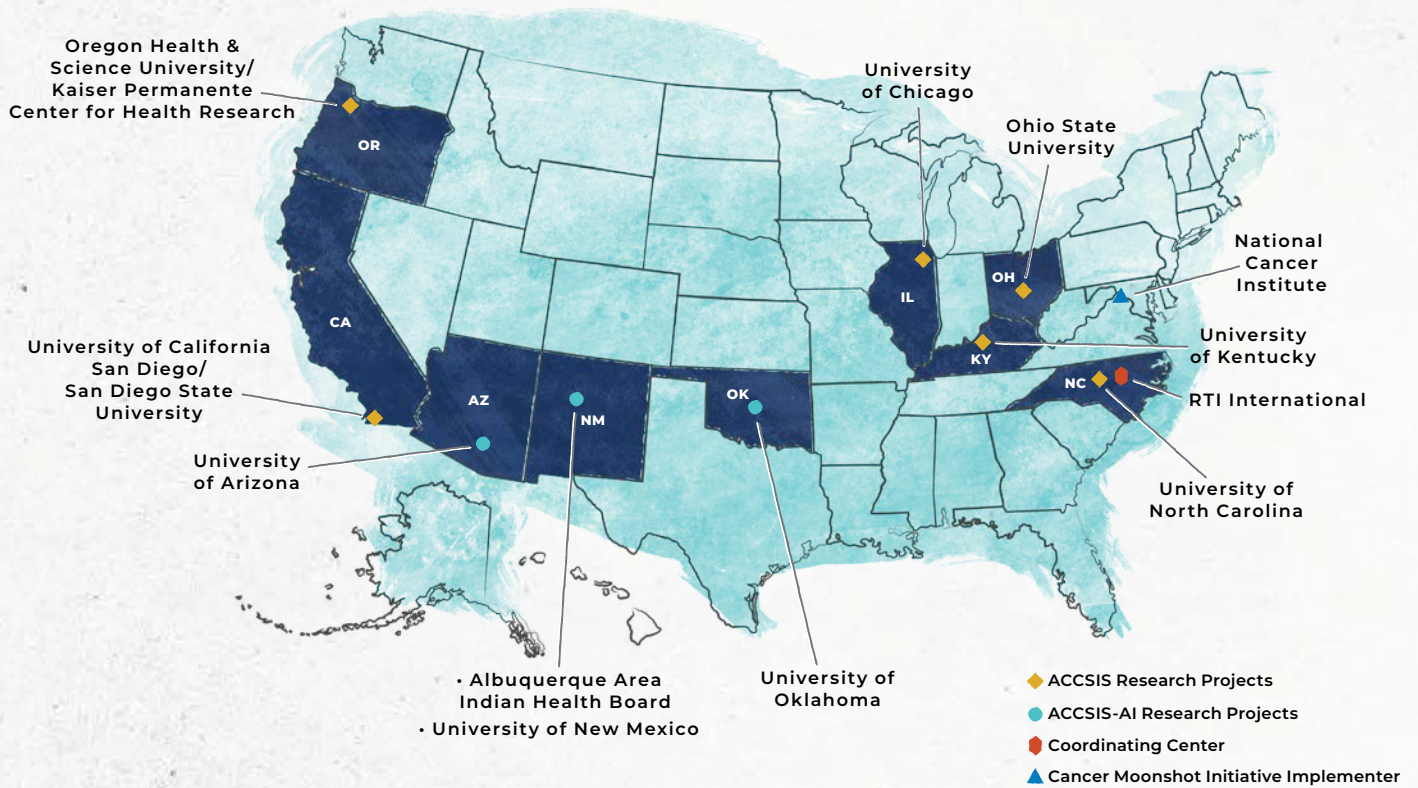 Oregon Health &
Science University/
Kaiser Permanente
Center for Health Research
OR
University
of Chicago
Ohio State
University
National
Cancer
Institute
OH
IL
CA
University of California
San Diego/
San Diego State
University
University
of Kentucky
KY
NC
RTI International
AZ
NM
OK
University
of Arizona
University of
North Carolina
• Albuquerque Area
Indian Health Board
• University of New Mexico
University of
Oklahoma
ACCSIS Research Projects
ACCSIS-AI Research Projects
Coordinating Center
Cancer Moonshot Initiative Implementer